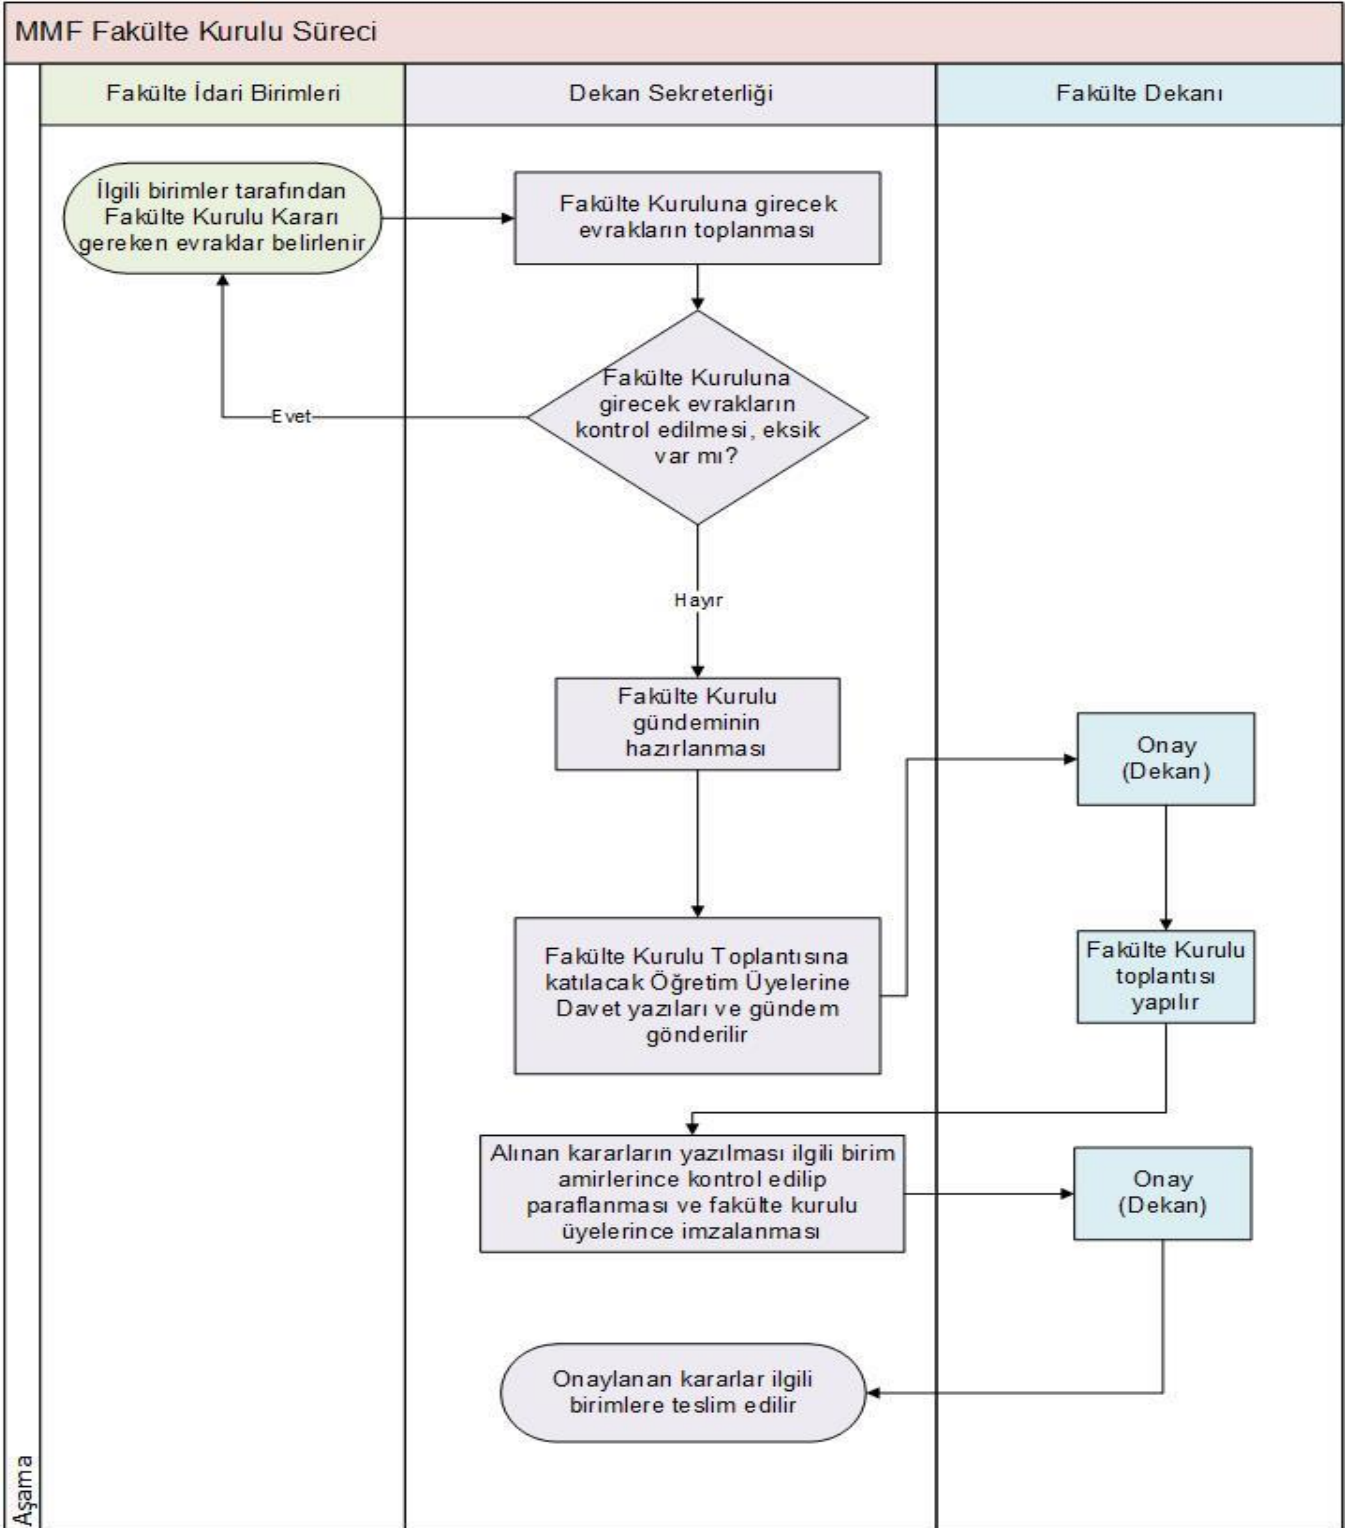 MMF Fakülte Kurulu Süreci
Fakülte İdari Birimleri
Dekan Sekreterliği
Fakülte Dekanı
İlgili birimler tarafından
Fakülte Kurulu Kararı
gereken evraklar belirlenir
Fakülte Kuruluna girecek
evrakların toplanması
Fakülte Kuruluna
girecek evrakların
kontrol edilmesi, eksik
var mı?
Evet
Hayır
Fakülte Kurulu
gündeminin
hazırlanması
Onay
(Dekan)
Fakülte Kurulu Toplantısına
katılacak Öğretim Üyelerine
Davet yazıları ve gündem
gönderilir
Fakülte Kurulu
toplantısı
yapılır
Alınan kararların yazılması ilgili birim
amirlerince kontrol edilip
paraflanması ve fakülte kurulu
üyelerince imzalanması
Onay
(Dekan)
Onaylanan kararlar ilgili
birimlere teslim edilir
Aşama